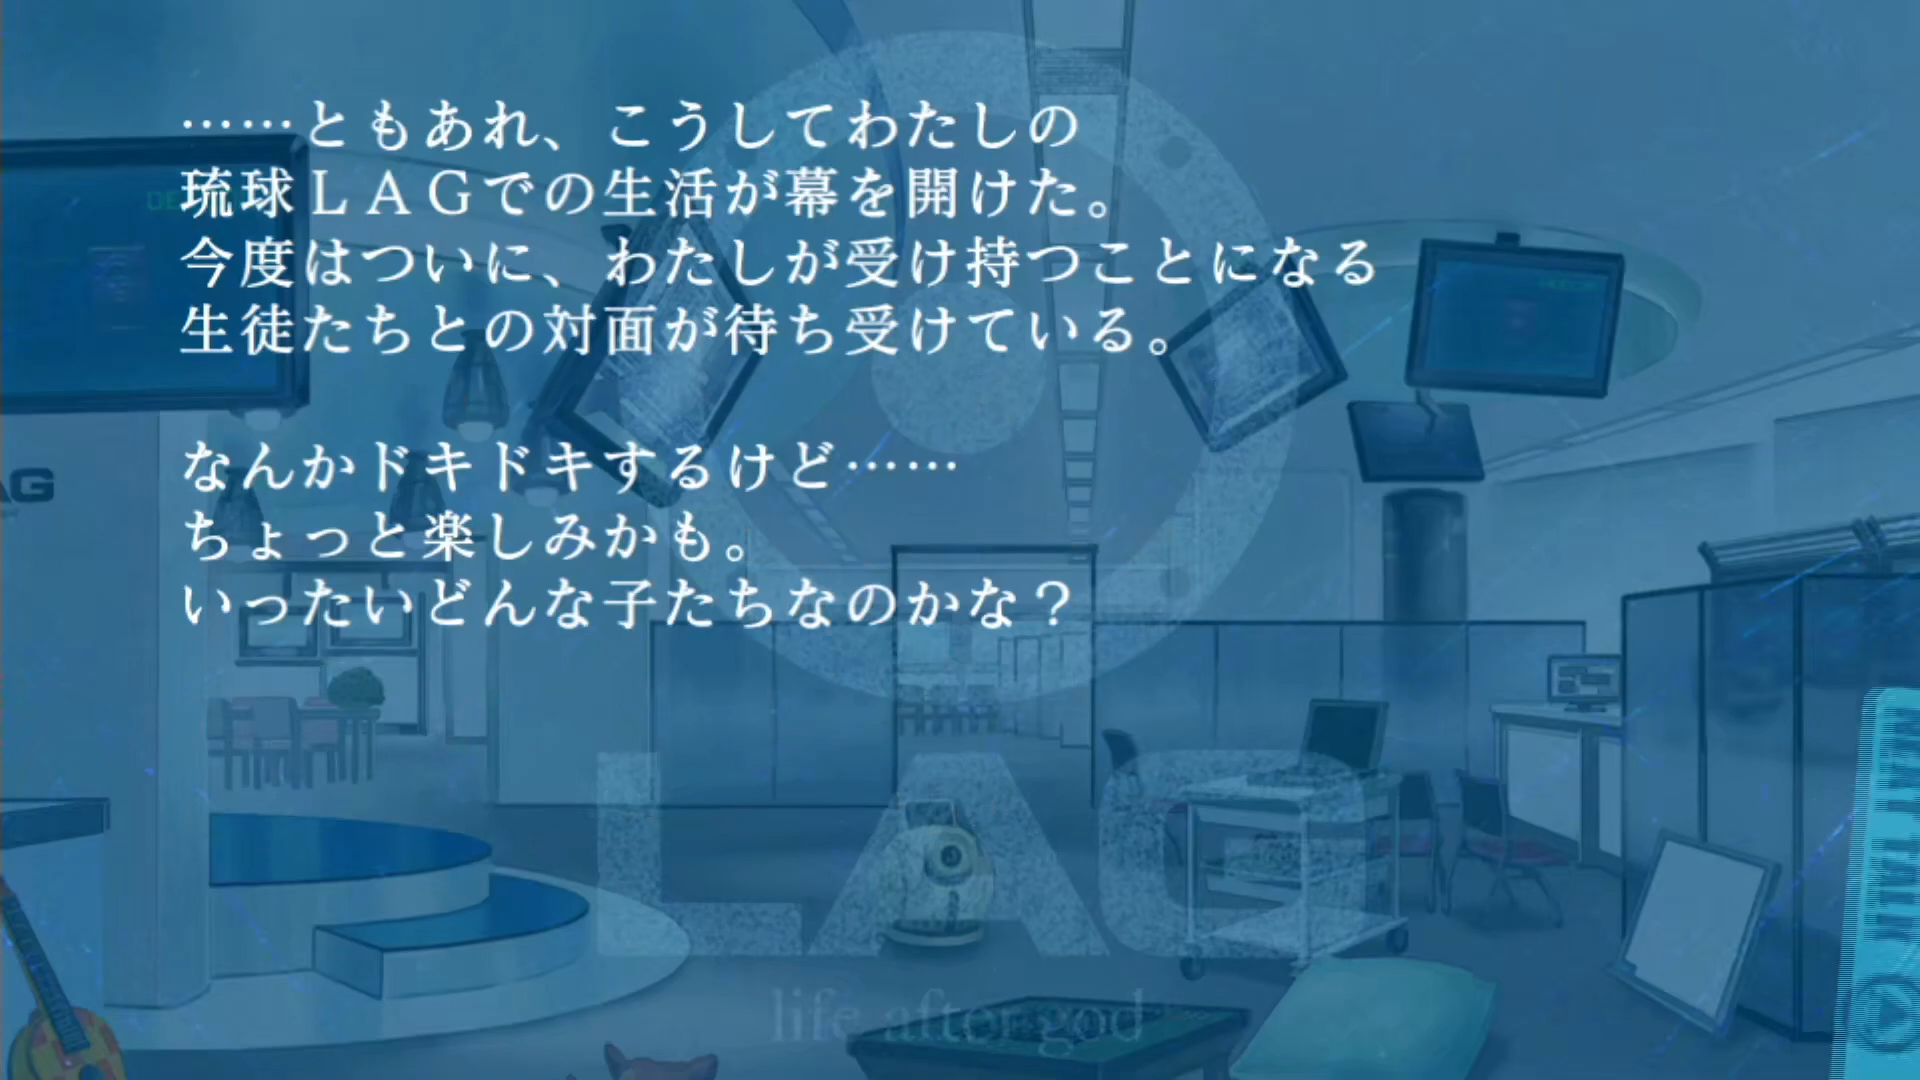 ……ともあれ、こうしてわたしの
琉球ＬＡＧでの生活が幕を開けた。
今度はついに、わたしが受け持つことになる
生徒たちとの対面が待ち受けている。
なんかドキドキするけど……
ちょっと楽しみかも。
いったいどんな子たちなのかな？
AG
LAG
life after god